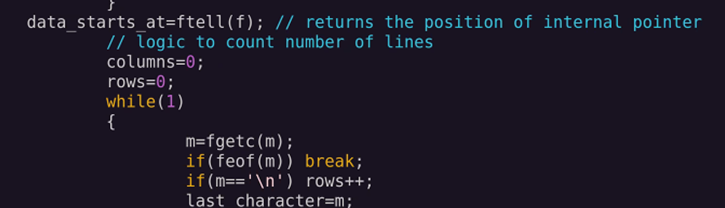 }
data_starts_at=ftell(f); // returns the position of internal pointer
// logic to count number of lines
columns=0;
rows=0;
while(1)
{
m=fgetc(m);
if(feof(m)) break;
if(m=='\n') rows++;
last_character=m;